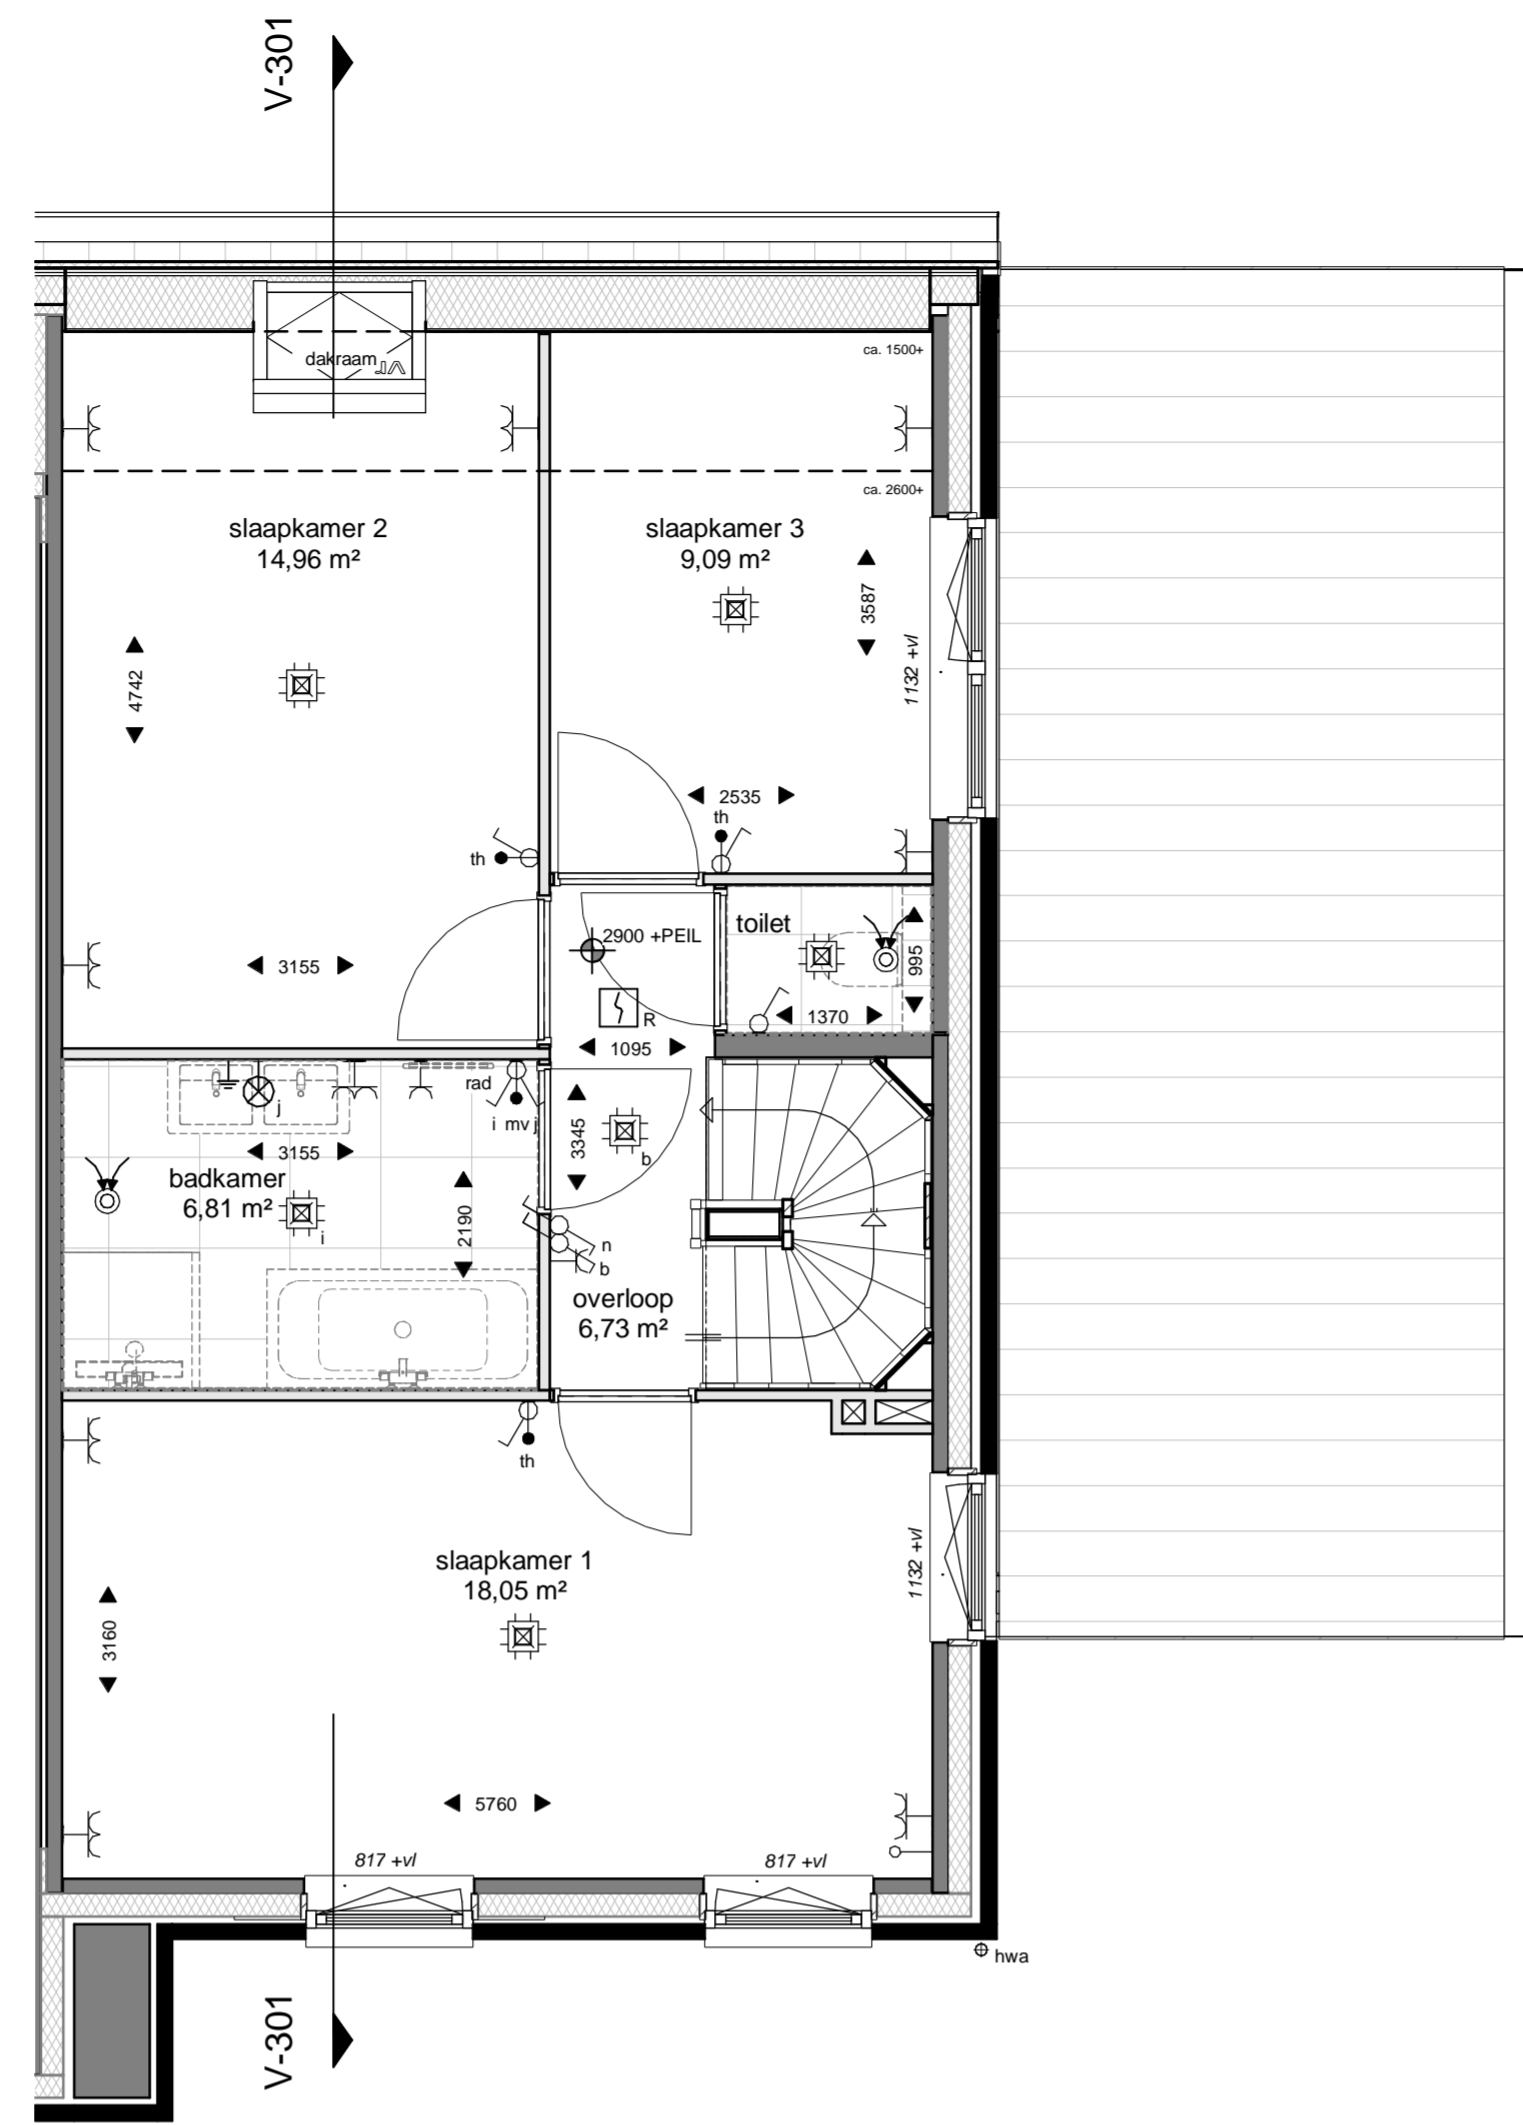 V-301
dakraam
ca. 1500+
ca. 2600+
slaapkamer 2
14,96 m²
slaapkamer 3
9,09 m²
3587
1132 +vl
4742
2535
th
th
3155
2900 +PEIL
toilet
995
R
1370
1095
rad
i mv j
j
3345
b
3155
badkamer
6,81 m²
i
2190
n
b
overloop
6,73 m²
th
slaapkamer 1
18,05 m²
1132 +vl
3160
5760
817 +vl
817 +vl
hwa
V-301